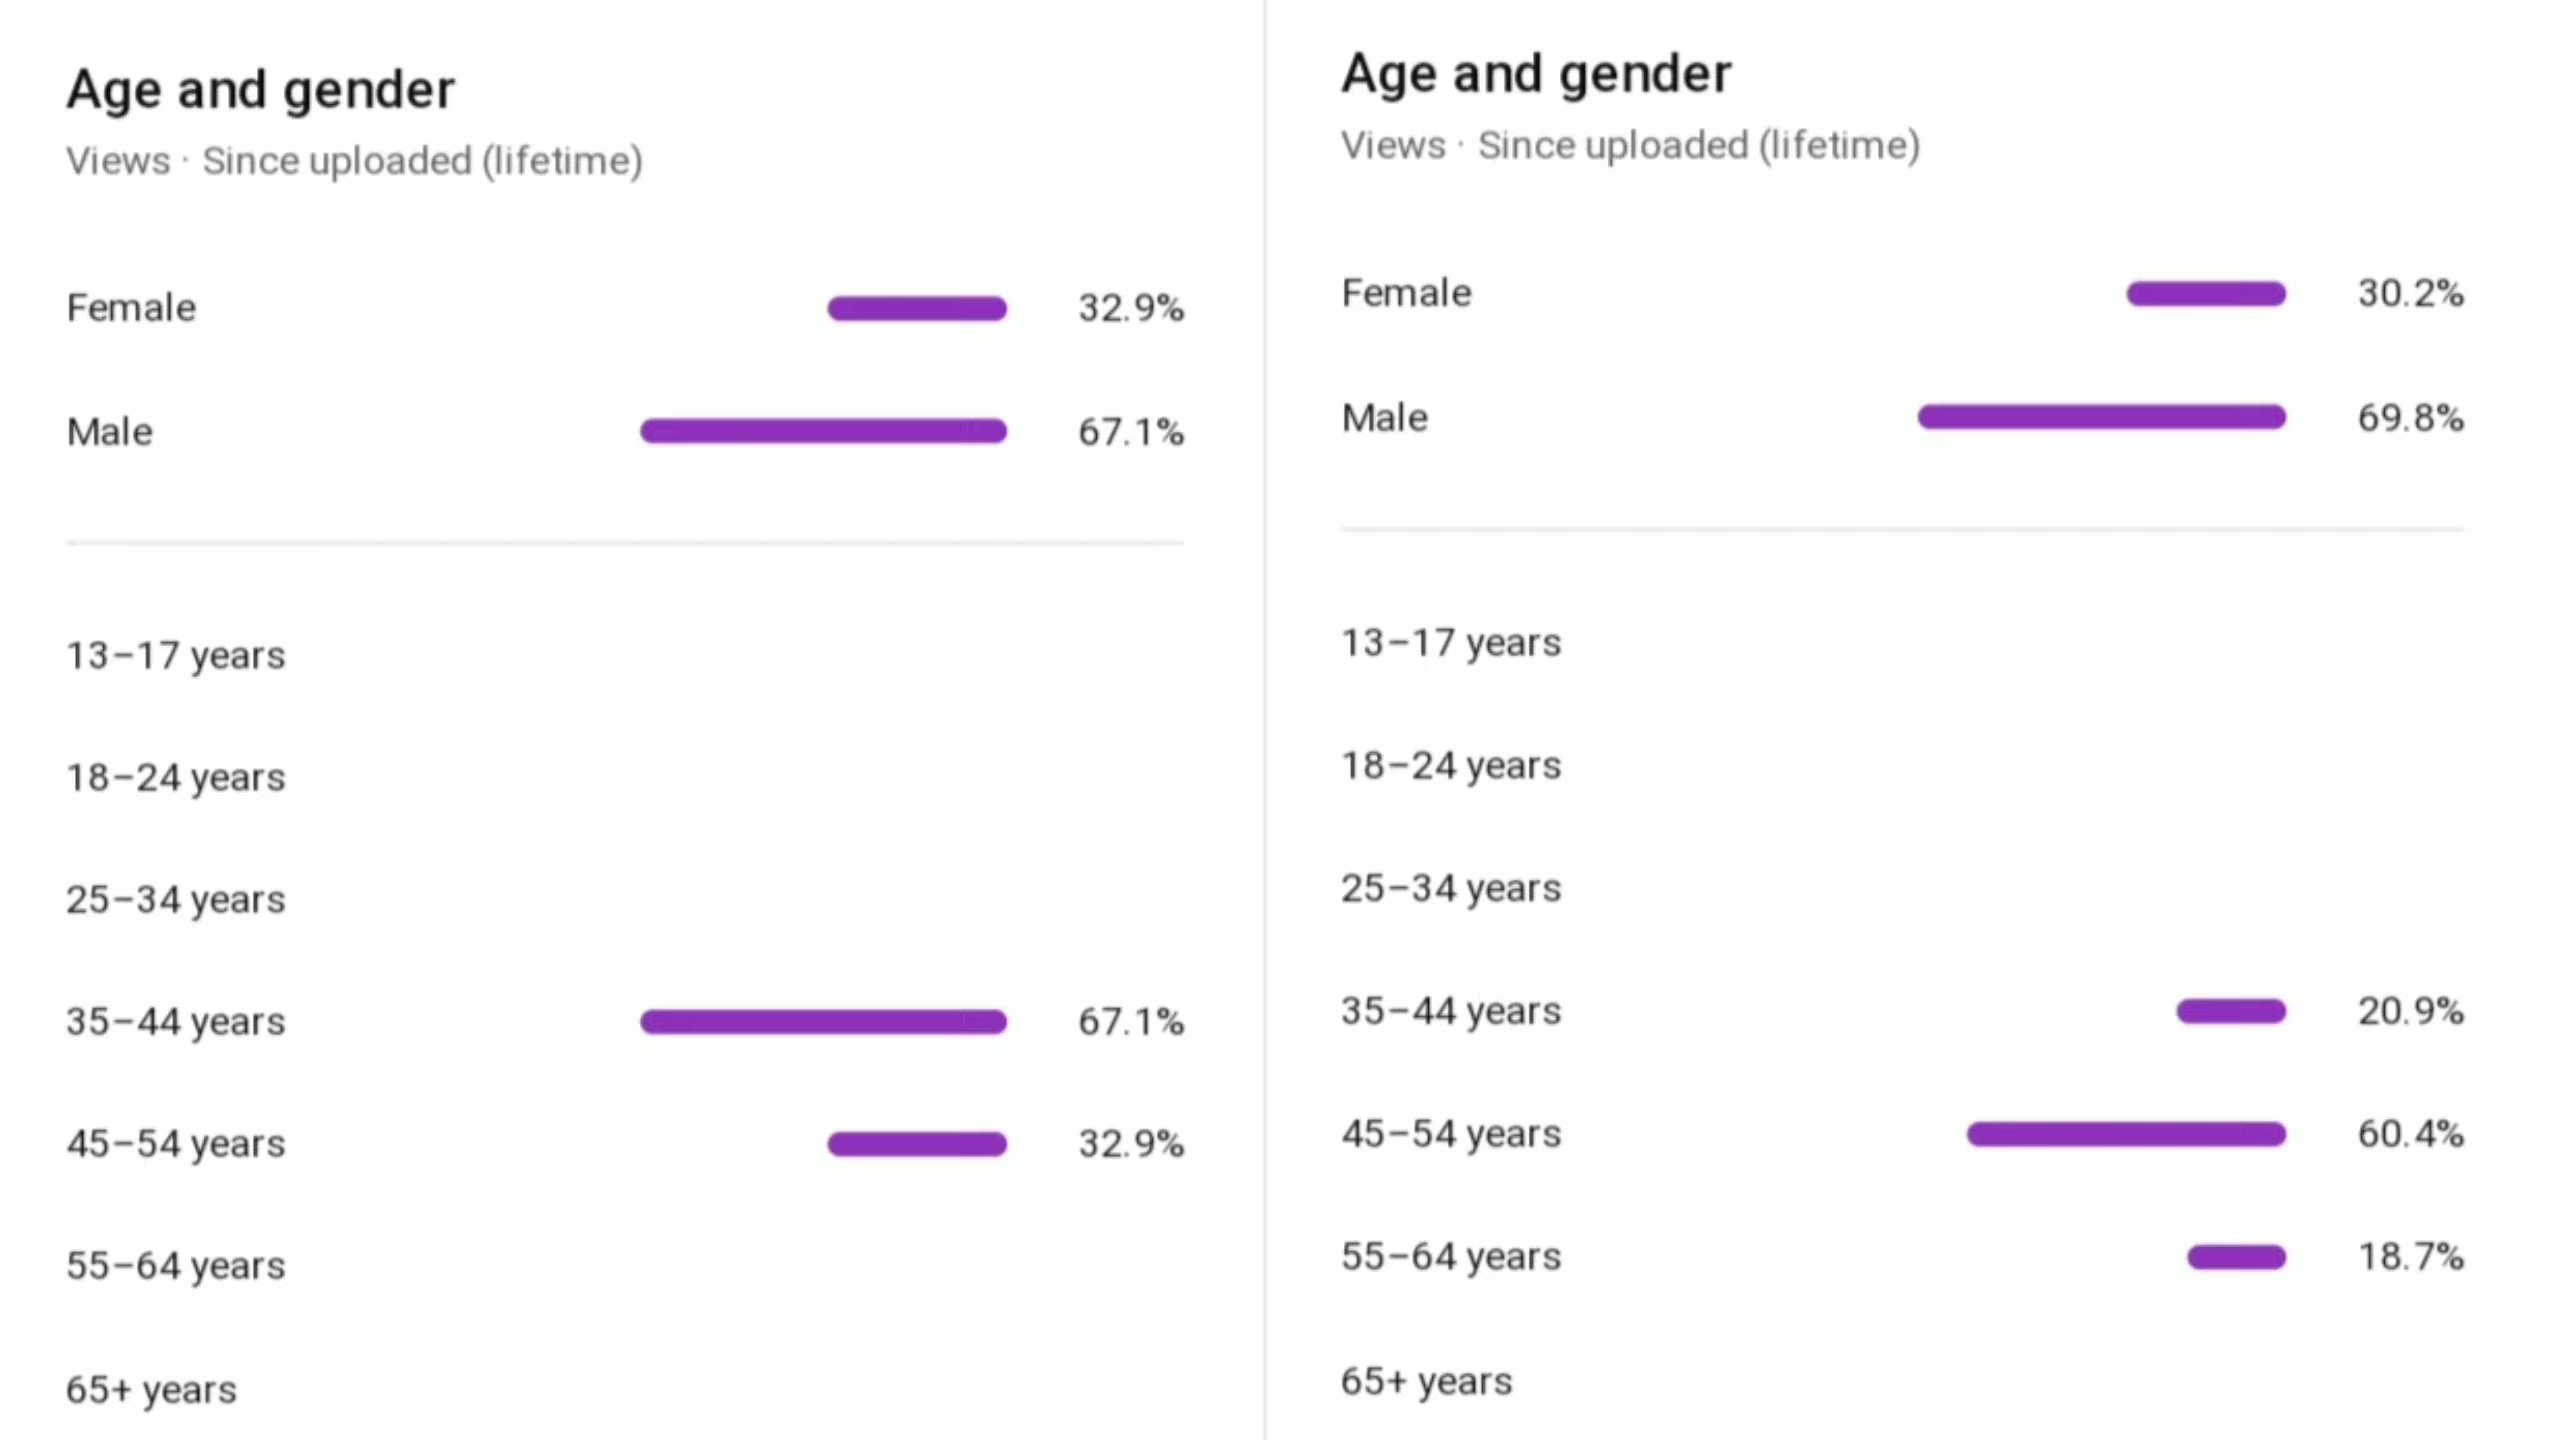 Age and gender
Views · Since uploaded (lifetime)
Female 32.9%
Male 67.1%
13–17 years
18–24 years
25–34 years
35–44 years 67.1%
45–54 years 32.9%
55–64 years
65+ years
Age and gender
Views · Since uploaded (lifetime)
Female 30.2%
Male 69.8%
13–17 years
18–24 years
25–34 years
35–44 years 20.9%
45–54 years 60.4%
55–64 years 18.7%
65+ years